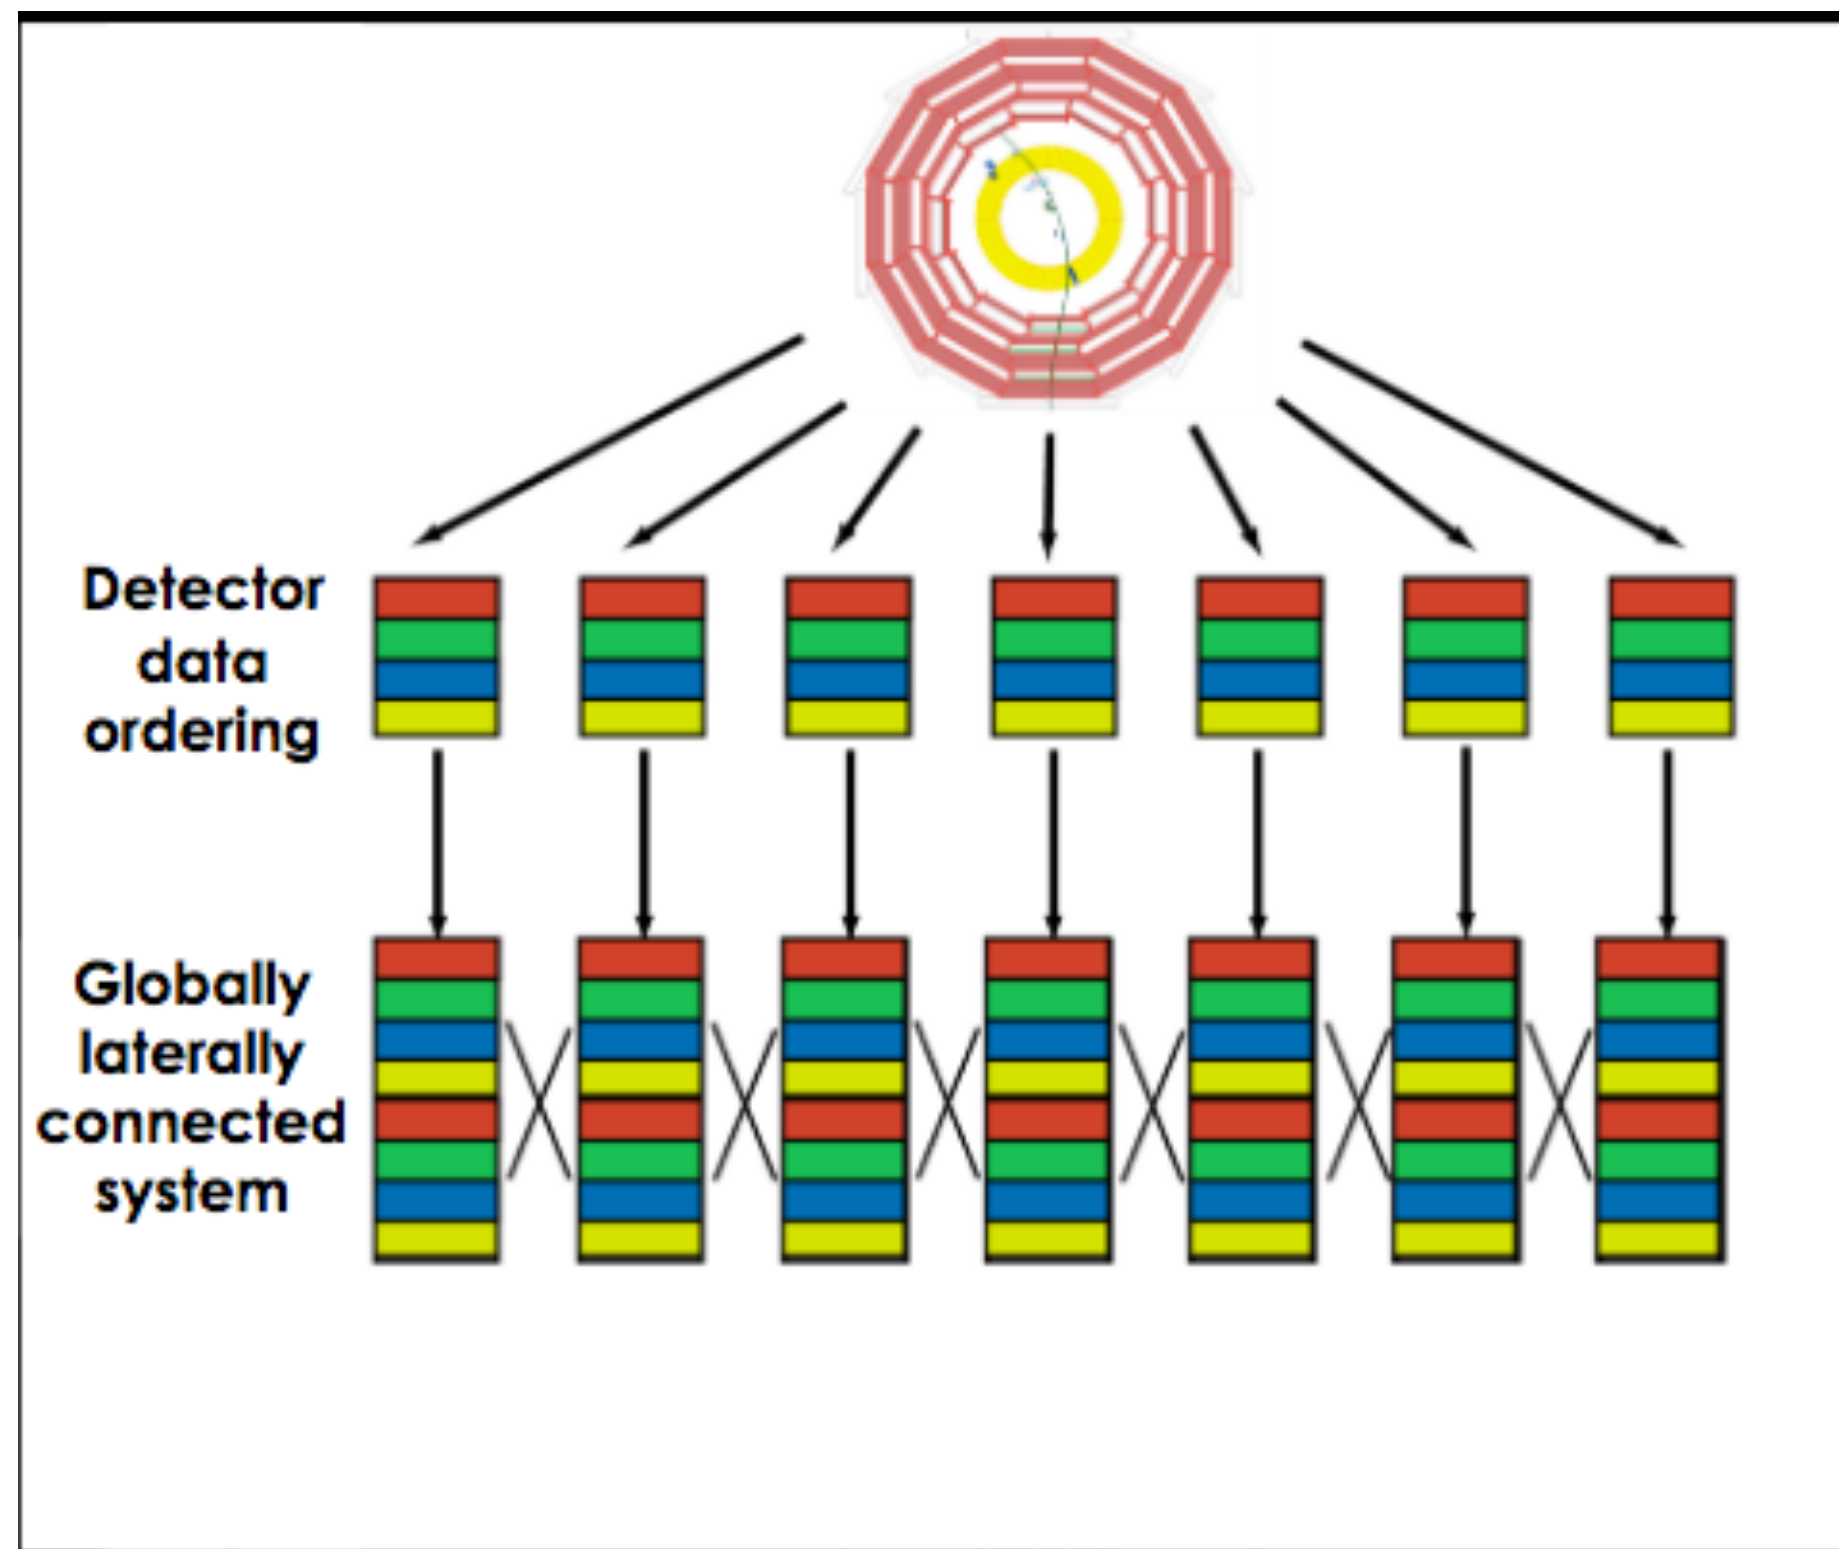 Detector
data
ordering
Globally
laterally
connected
system